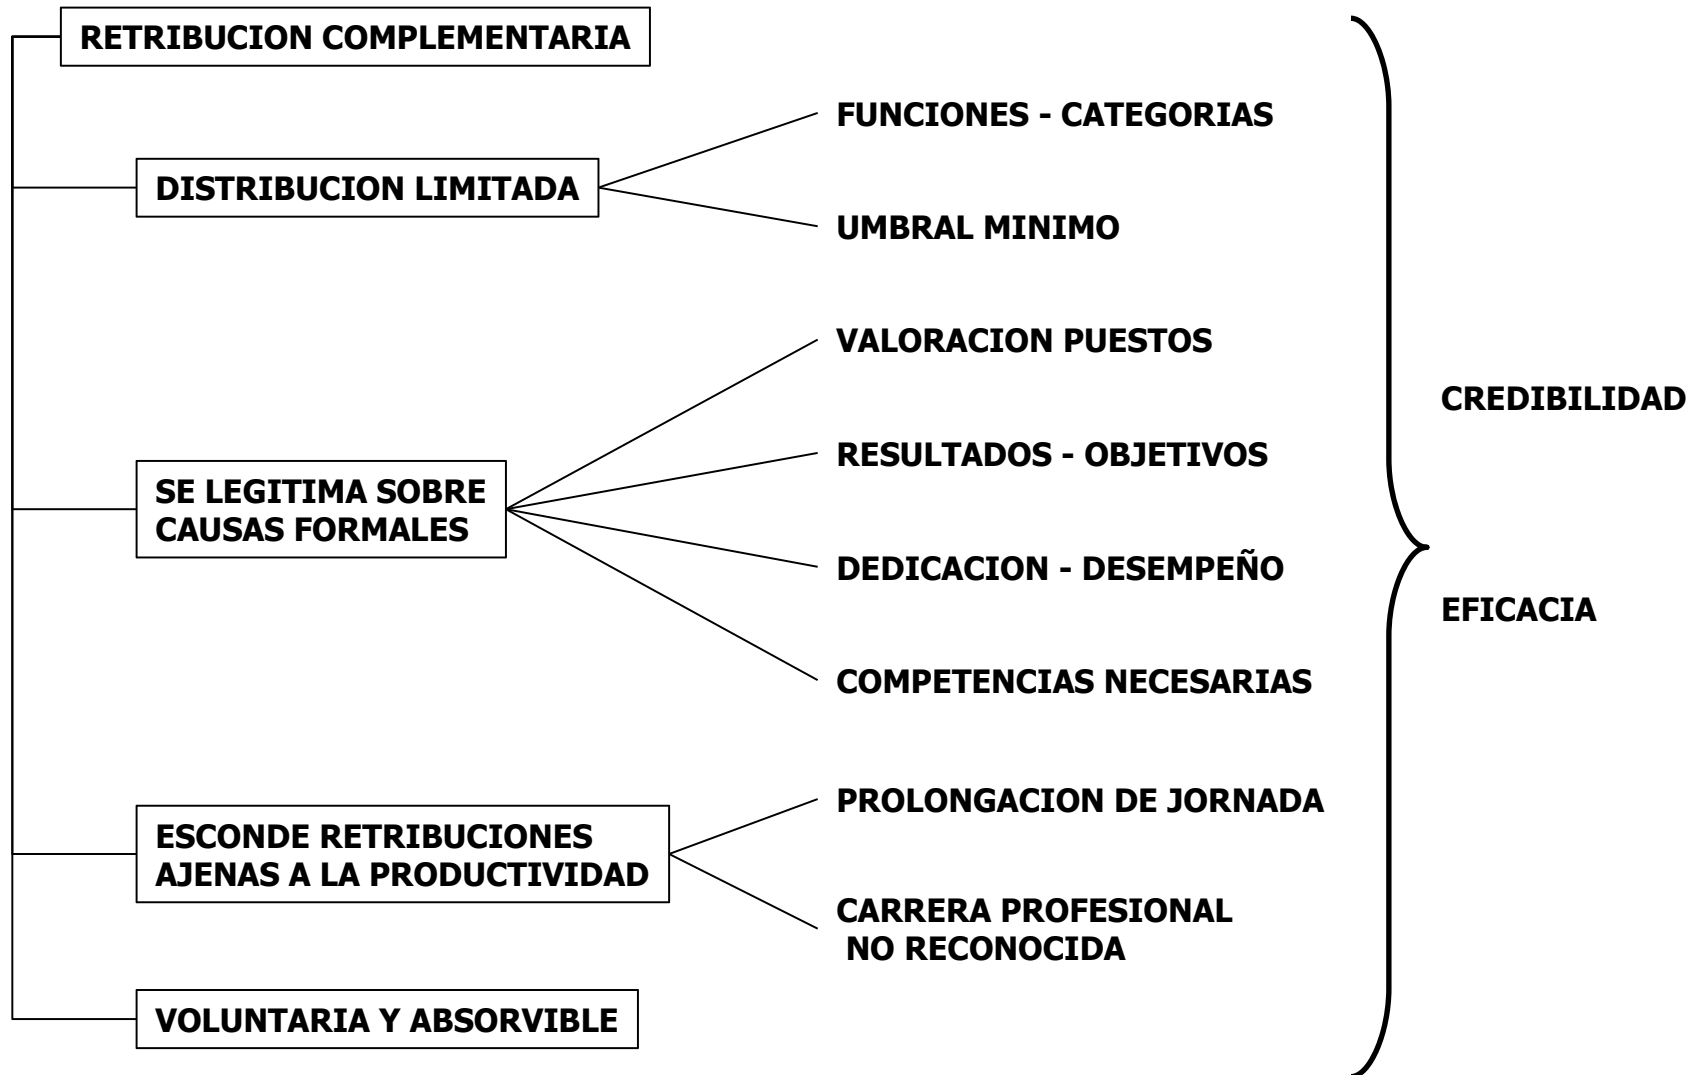 RETRIBUCION COMPLEMENTARIA
FUNCIONES - CATEGORIAS
DISTRIBUCION LIMITADA
UMBRAL MINIMO
VALORACION PUESTOS
RESULTADOS - OBJETIVOS
SE LEGITIMA SOBRE
CAUSAS FORMALES
DEDICACION - DESEMPEÑO
COMPETENCIAS NECESARIAS
PROLONGACION DE JORNADA
ESCONDE RETRIBUCIONES
AJENAS A LA PRODUCTIVIDAD
CARRERA PROFESIONAL
NO RECONOCIDA
VOLUNTARIA Y ABSORVIBLE
CREDIBILIDAD
EFICACIA